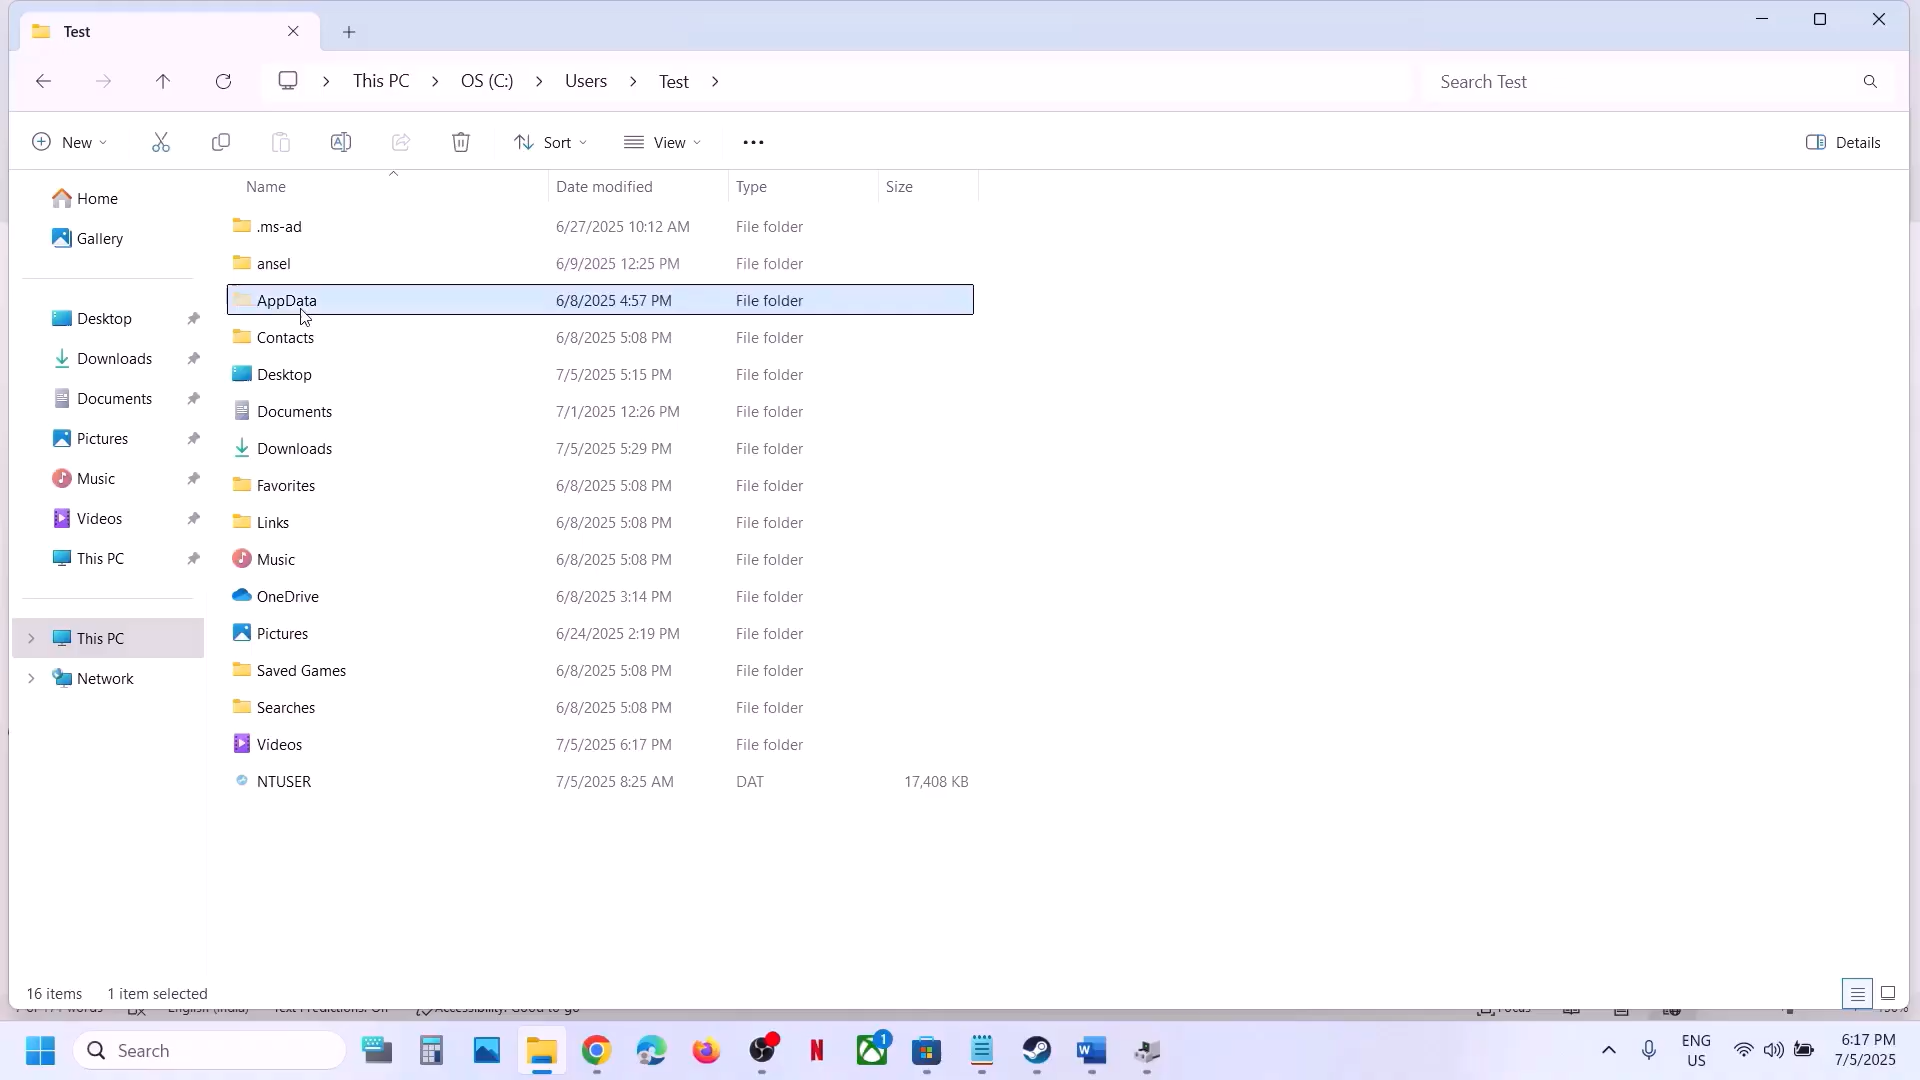 Test
This PC
OS (C:)
Users
Test
Search Test
New
Sort
View
Details
Name
Date modified
Type
Size
Home
Gallery
Desktop
Downloads
Documents
Pictures
Music
Videos
This PC
This PC
Network
.ms-ad 6/27/2025 10:12 AM File folder
ansel 6/9/2025 12:25 PM File folder
AppData 6/8/2025 4:57 PM File folder
Contacts 6/8/2025 5:08 PM File folder
Desktop 7/5/2025 5:15 PM File folder
Documents 7/1/2025 12:26 PM File folder
Downloads 7/5/2025 5:29 PM File folder
Favorites 6/8/2025 5:08 PM File folder
Links 6/8/2025 5:08 PM File folder
Music 6/8/2025 5:08 PM File folder
OneDrive 6/8/2025 3:14 PM File folder
Pictures 6/24/2025 2:19 PM File folder
Saved Games 6/8/2025 5:08 PM File folder
Searches 6/8/2025 5:08 PM File folder
Videos 7/5/2025 6:17 PM File folder
NTUSER 7/5/2025 8:25 AM DAT 17,408 KB
16 items 1 item selected
Search
1
ENG
US
6:17 PM
7/5/2025